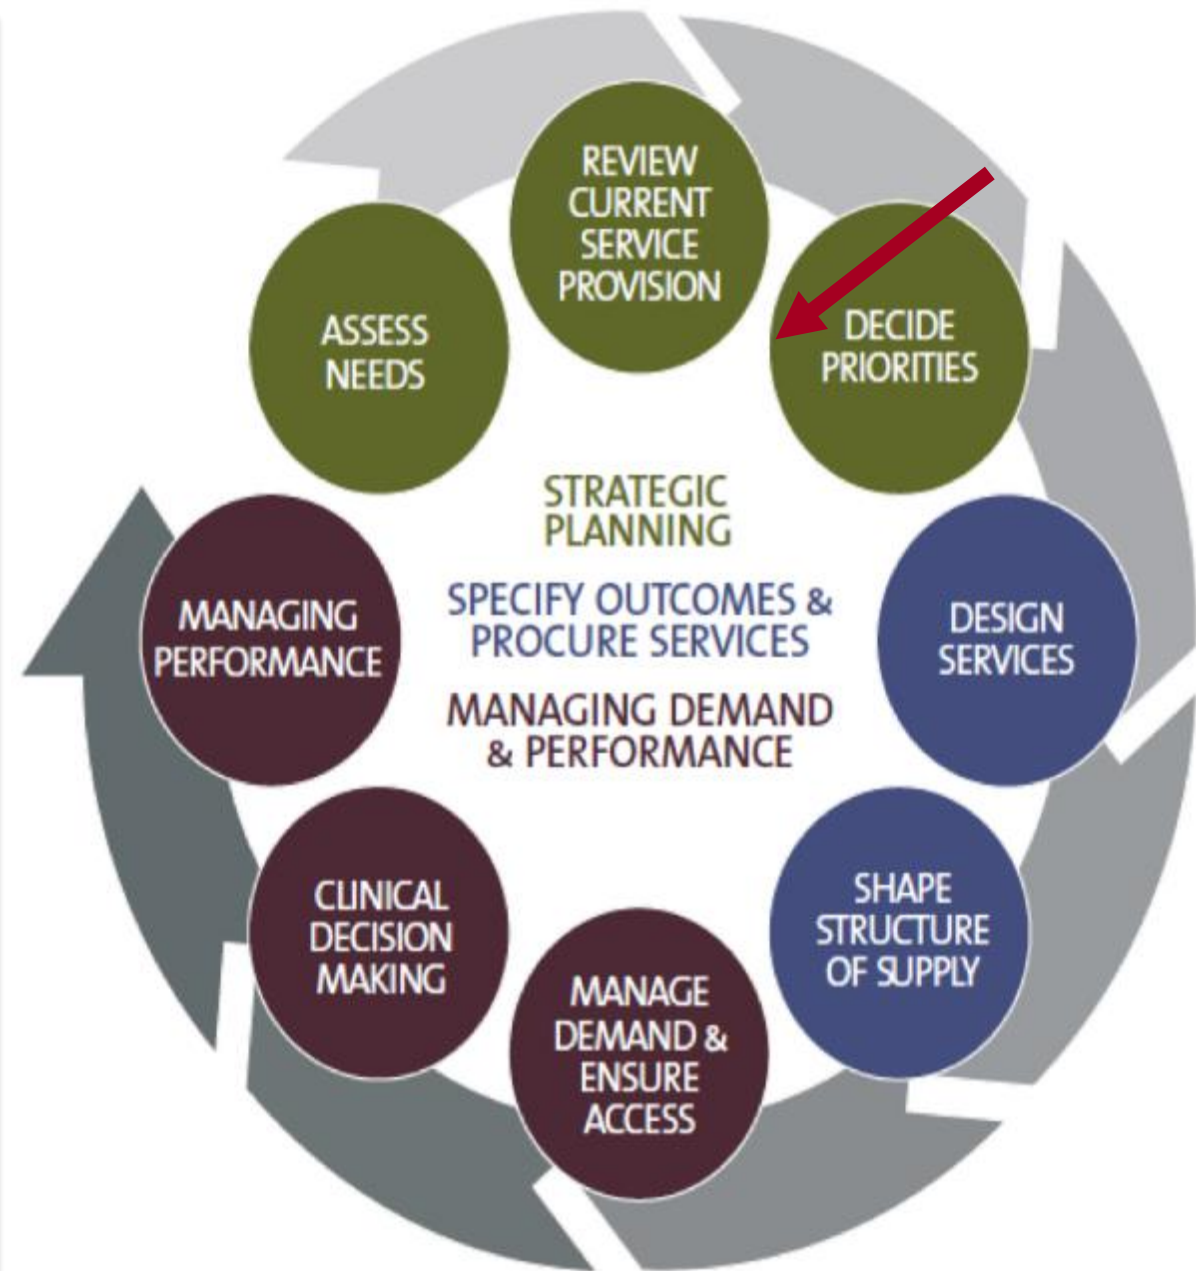 REVIEW
CURRENT
SERVICE
PROVISION
DECIDE
PRIORITIES
ASSESS
NEEDS
STRATEGIC
PLANNING
SPECIFY OUTCOMES &
PROCURE SERVICES
MANAGING DEMAND
& PERFORMANCE
DESIGN
SERVICES
MANAGING
PERFORMANCE
SHAPE
STRUCTURE
OF SUPPLY
CLINICAL
DECISION
MAKING
MANAGE
DEMAND &
ENSURE
ACCESS